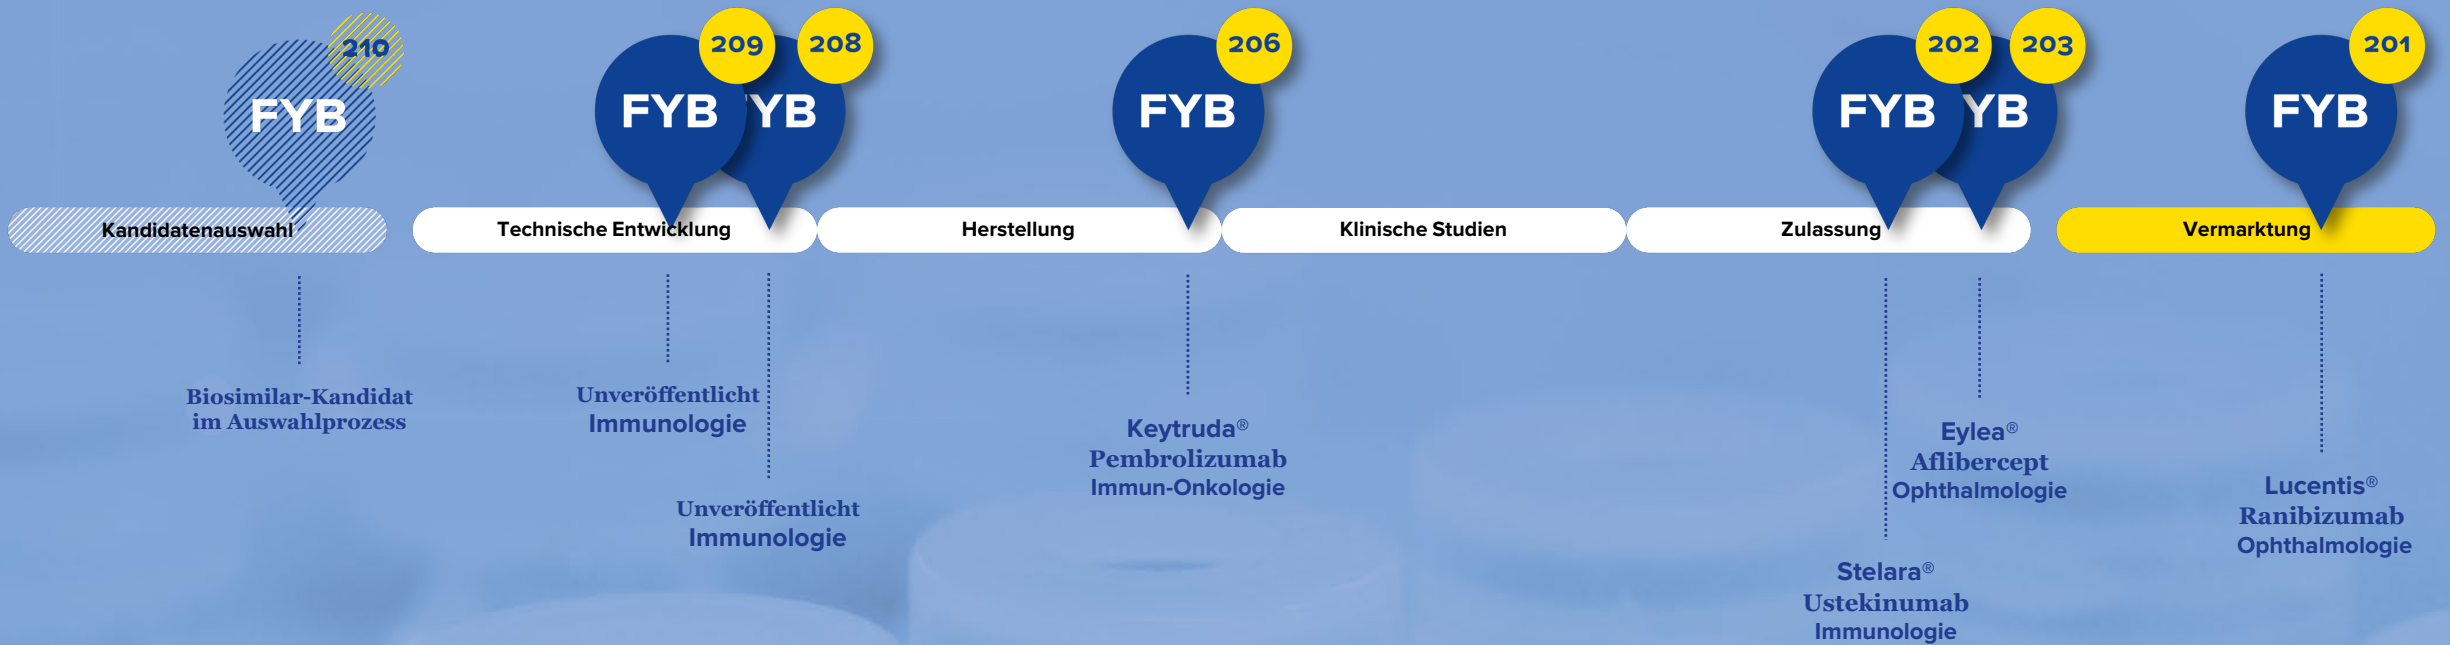 210
FYB
209
FYB
208
YB
206
FYB
202
FYB
203
YB
201
FYB
Kandidatenauswahl
Technische Entwicklung
Herstellung
Klinische Studien
Zulassung
Vermarktung
Biosimilar-Kandidat
im Auswahlprozess
Unveröffentlicht
Immunologie
Unveröffentlicht
Immunologie
Keytruda®
Pembrolizumab
Immun-Onkologie
Stelara®
Ustekinumab
Immunologie
Eylea®
Aflibercept
Ophthalmologie
Lucentis®
Ranibizumab
Ophthalmologie